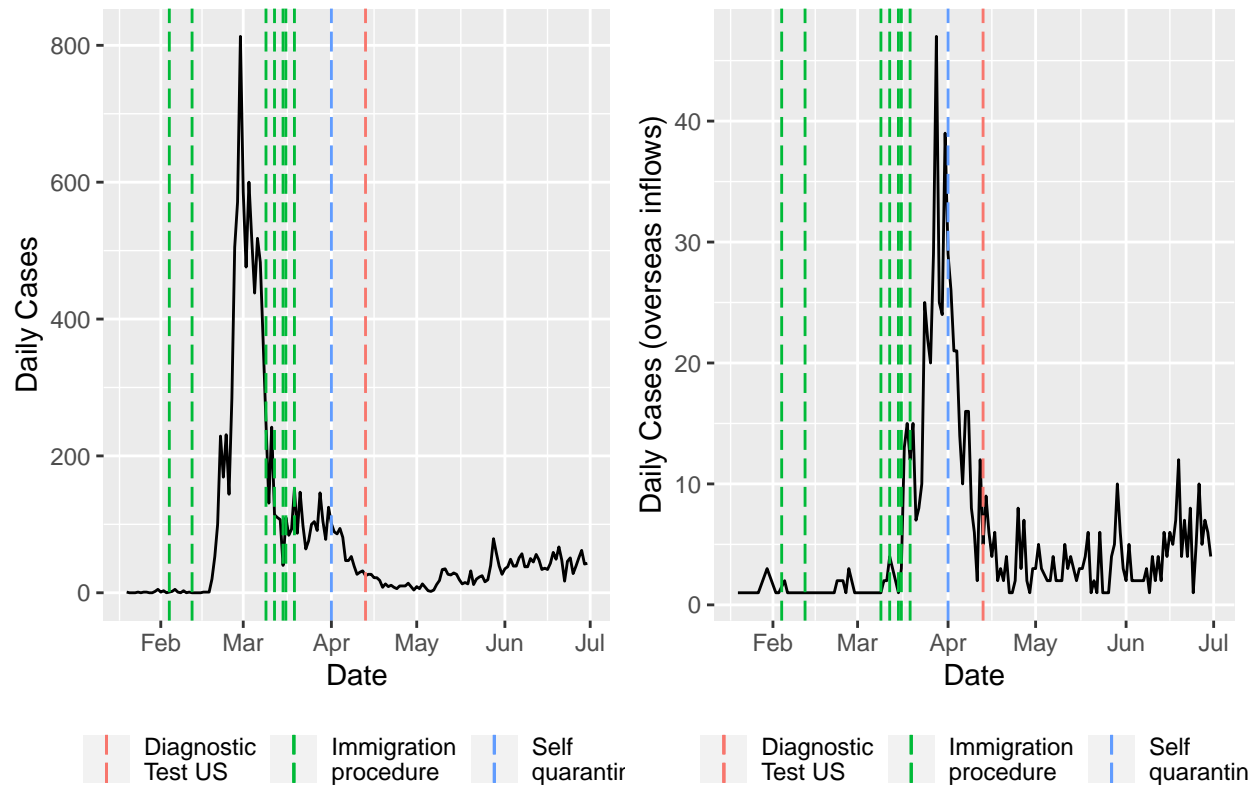 800
600
400
200
0
Daily Cases
Feb
Mar
Apr
May
Jun
Jul
Date
Diagnostic
Test US
Immigration
procedure
Self
quarantin
40
30
20
10
0
Daily Cases (overseas inflows)
Feb
Mar
Apr
May
Jun
Jul
Date
Diagnostic
Test US
Immigration
procedure
Self
quarantin